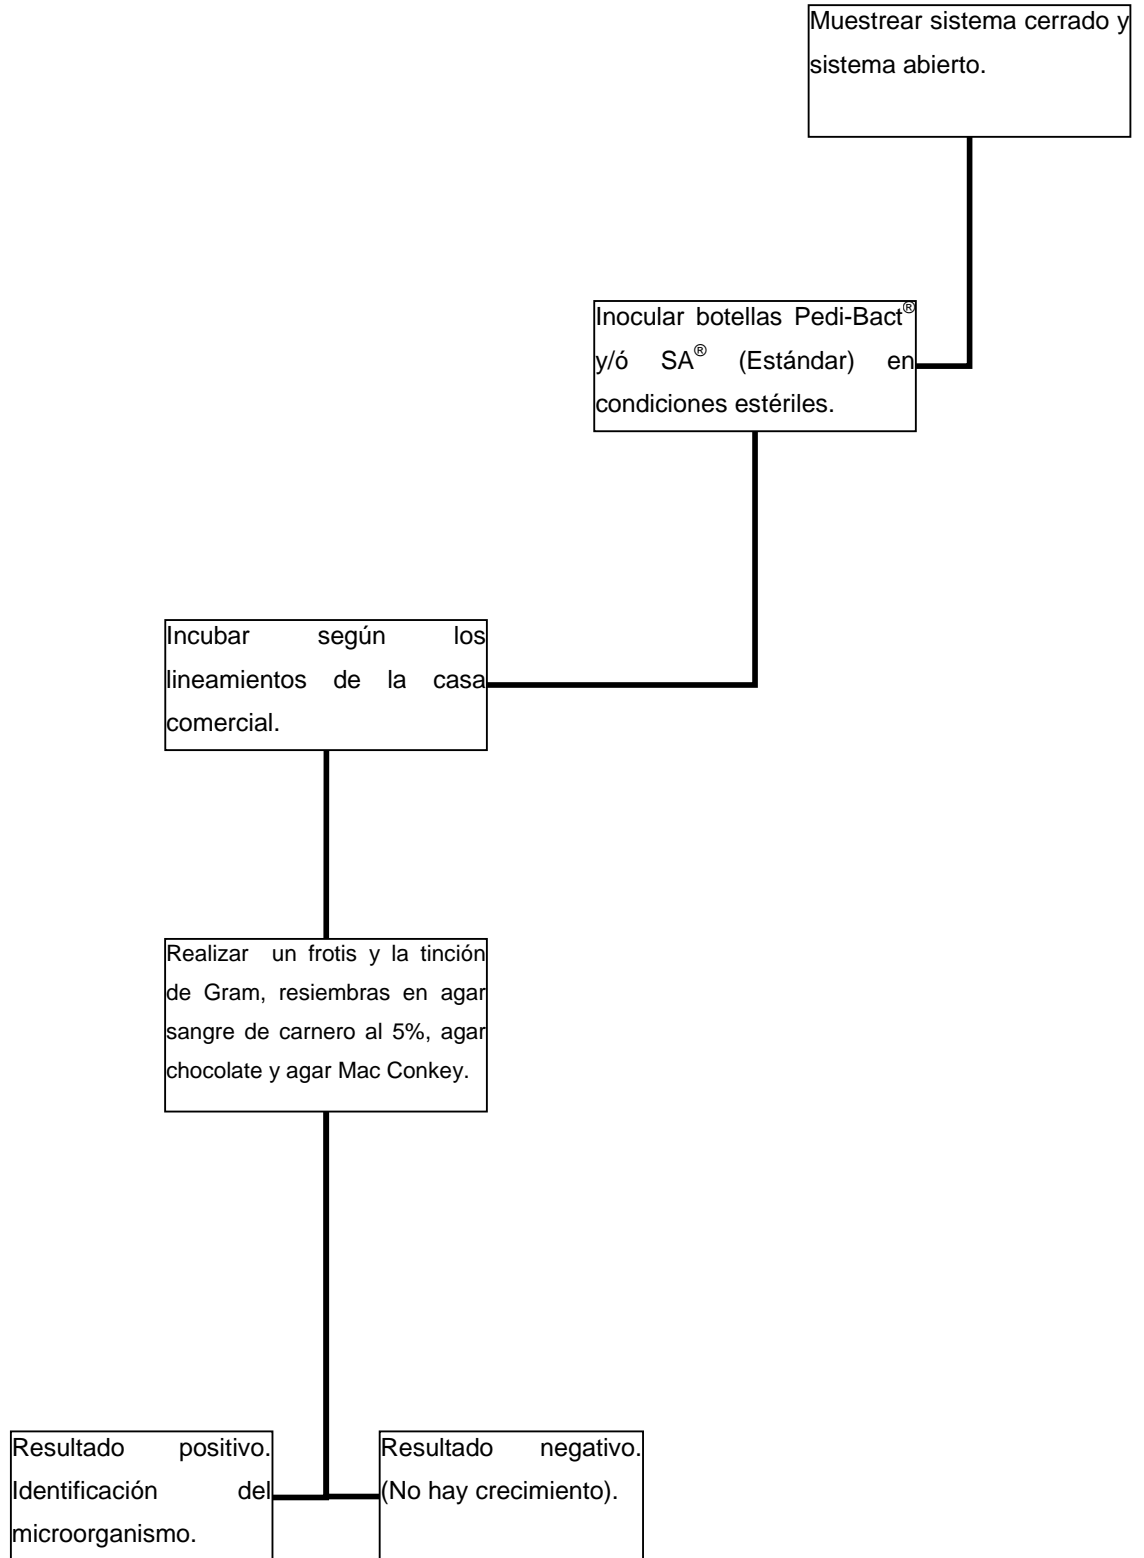 Muestrear sistema cerrado y
sistema abierto.
Inocular botellas Pedi-Bact®
y/ó SA® (Estándar) en
condiciones estériles.
Incubar según los
lineamientos de la casa
comercial.
Realizar un frotis y la tinción
de Gram, resiembras en agar
sangre de carnero al 5%, agar
chocolate y agar Mac Conkey.
Resultado positivo.
Identificación del
microorganismo.
Resultado negativo.
(No hay crecimiento).